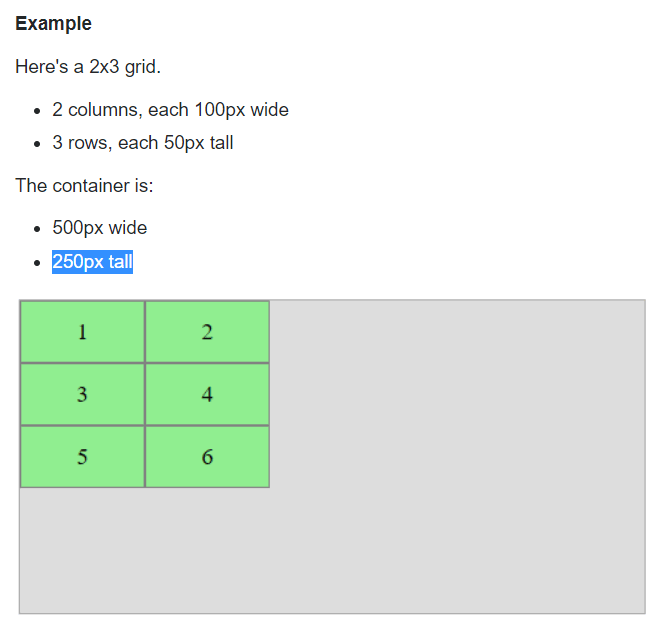 Example
Here's a 2x3 grid.
• 2 columns, each 100px wide
• 3 rows, each 50px tall
The container is:
• 500px wide
• 250px tall
1 2
3 4
5 6